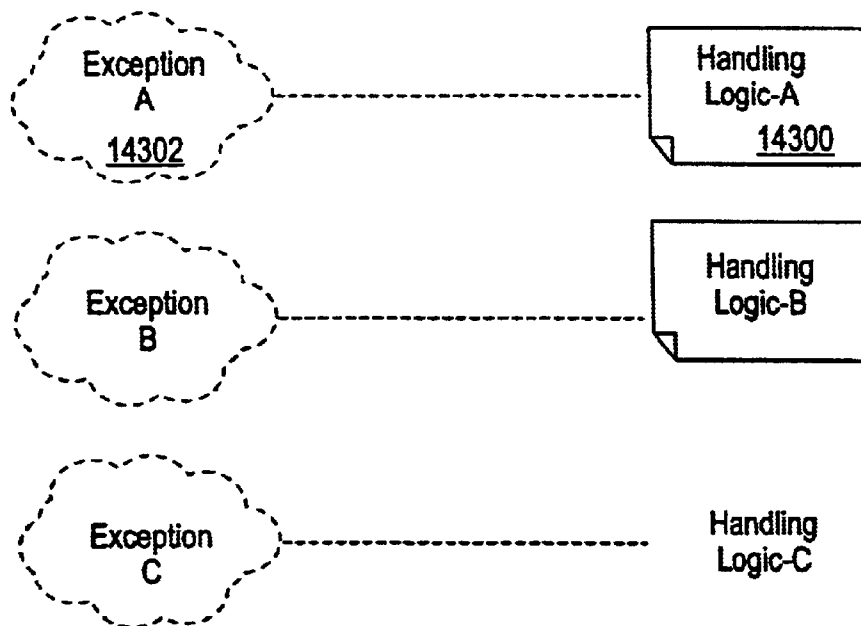 Exception
A
14302
Handling
Logic-A
14300
Exception
B
Handling
Logic-B
Exception
C
Handling
Logic-C